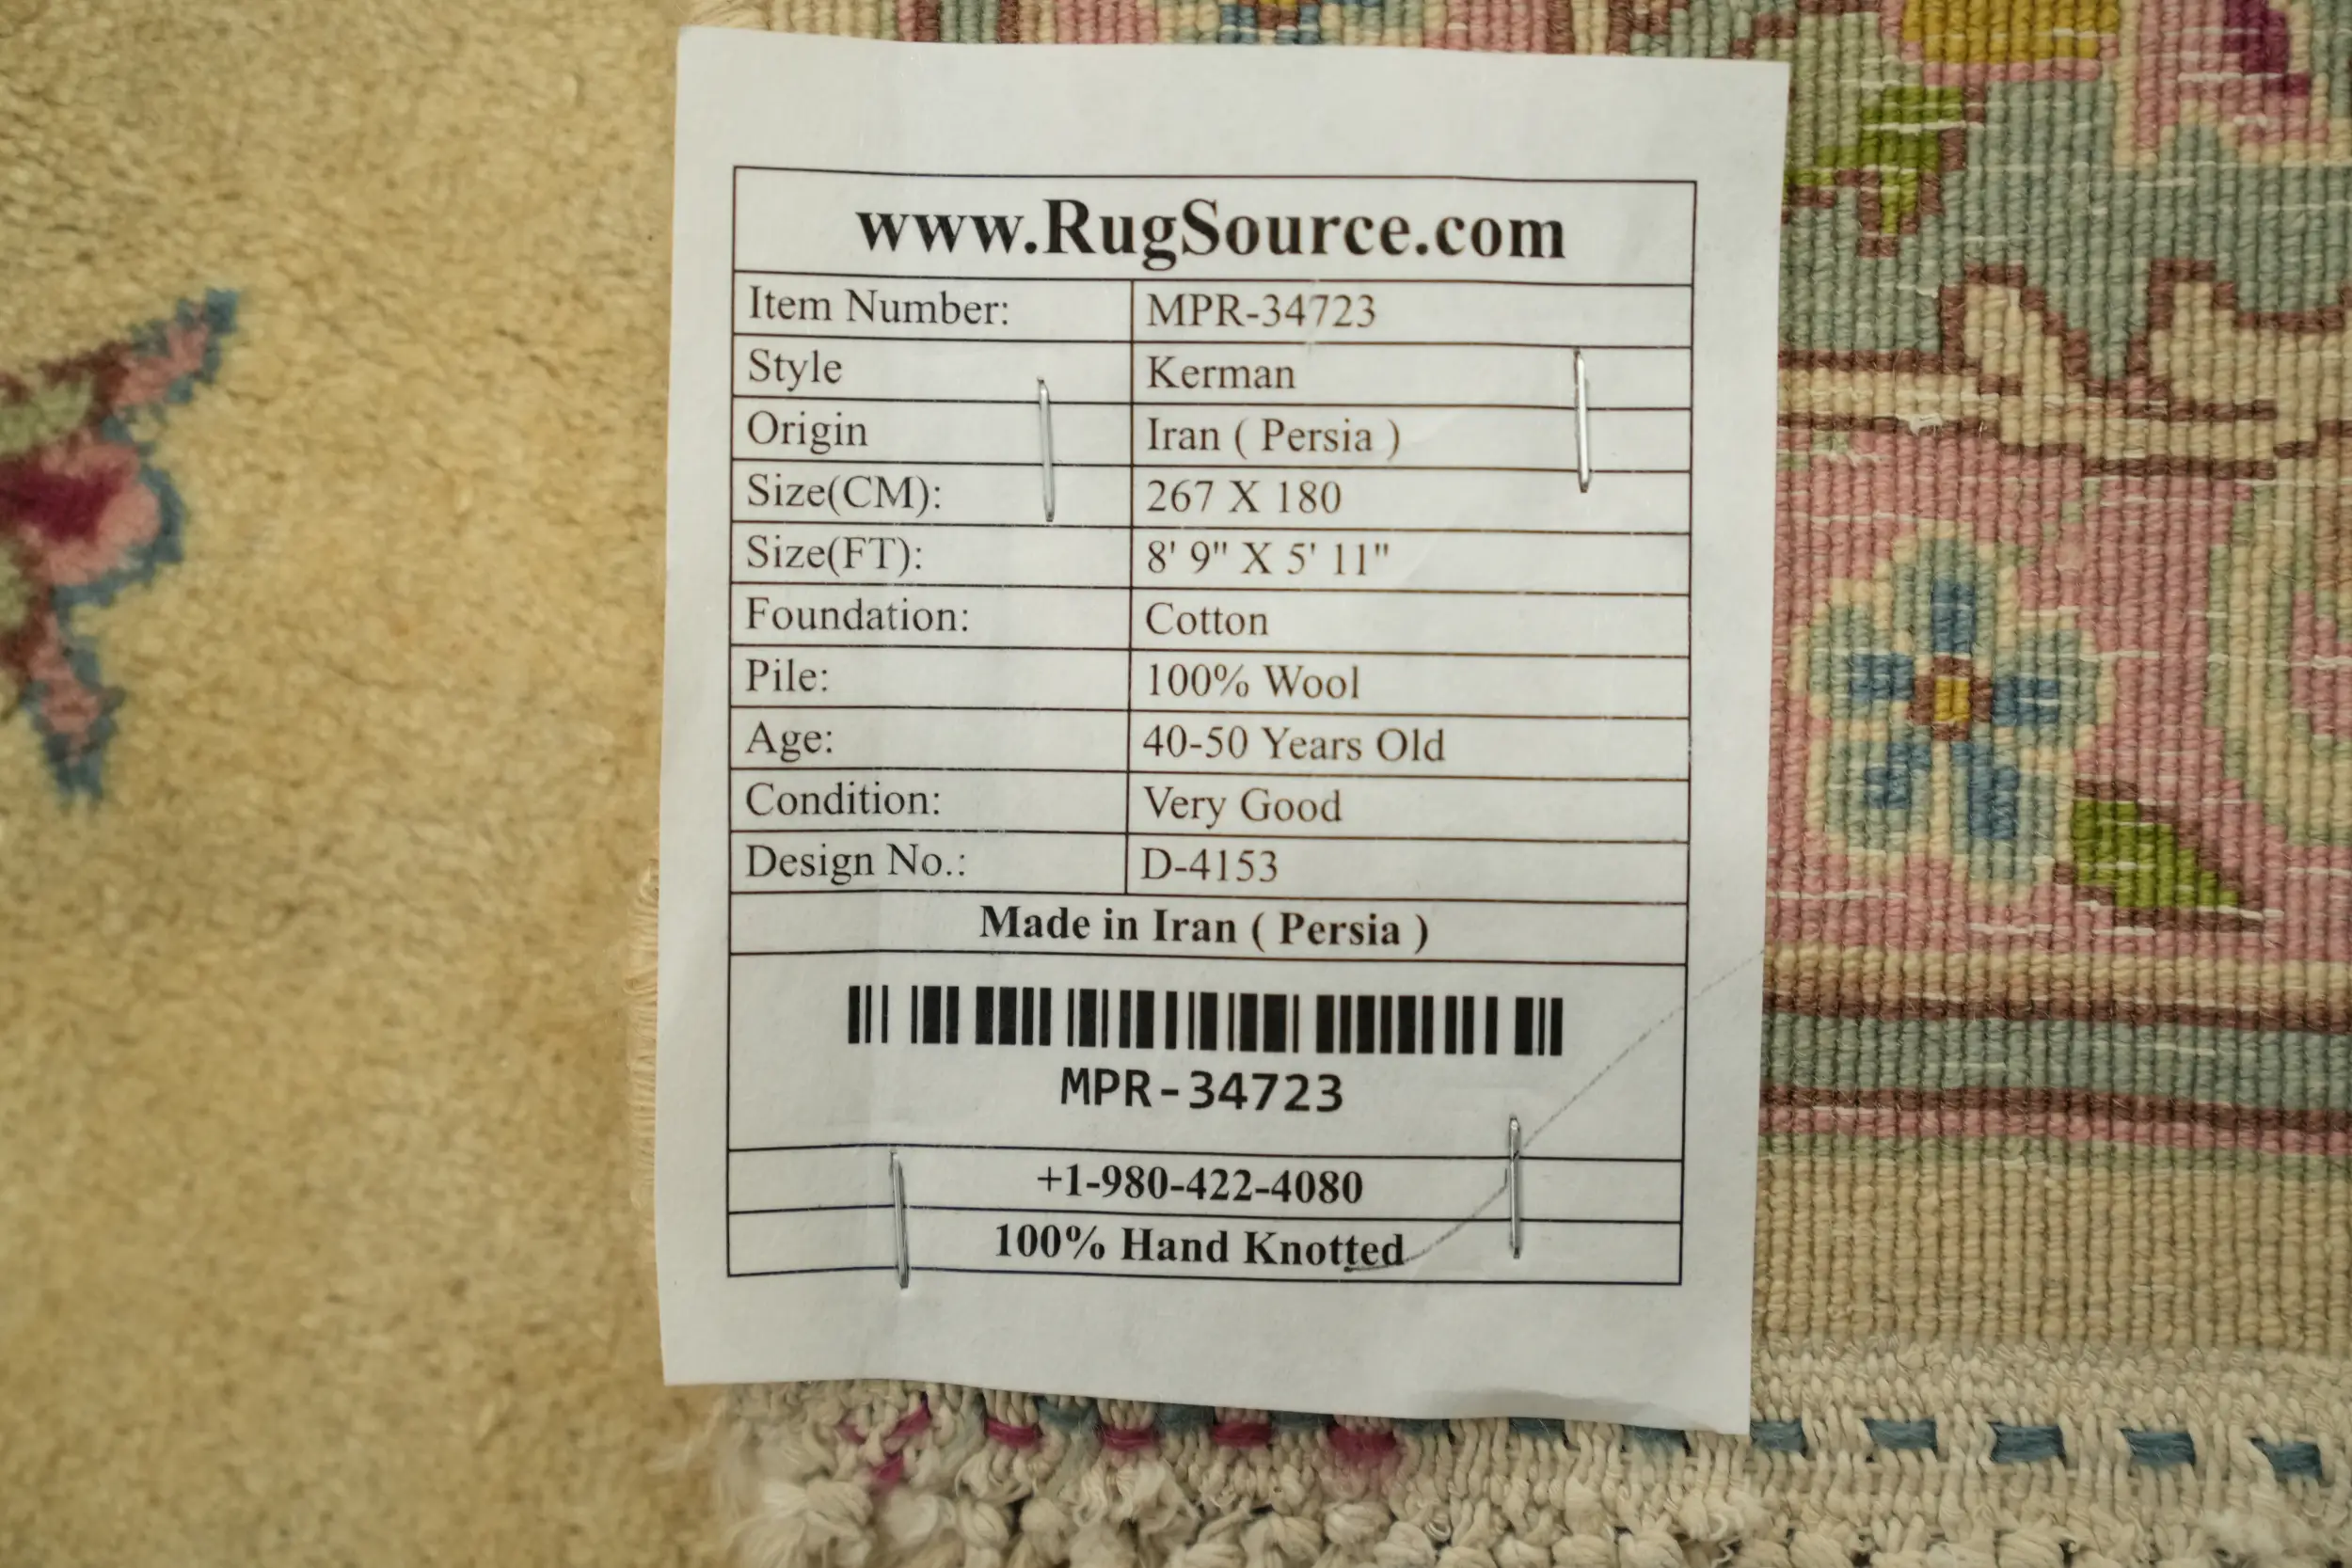 www.RugSource.com
Item Number: MPR-34723
Style Kerman
Origin Iran ( Persia )
Size(CM): 267 X 180
Size(FT): 8' 9" X 5' 11"
Foundation: Cotton
Pile: 100% Wool
Age: 40-50 Years Old
Condition: Very Good
Design No.: D-4153
Made in Iran ( Persia )
MPR-34723
+1-980-422-4080
100% Hand Knotted